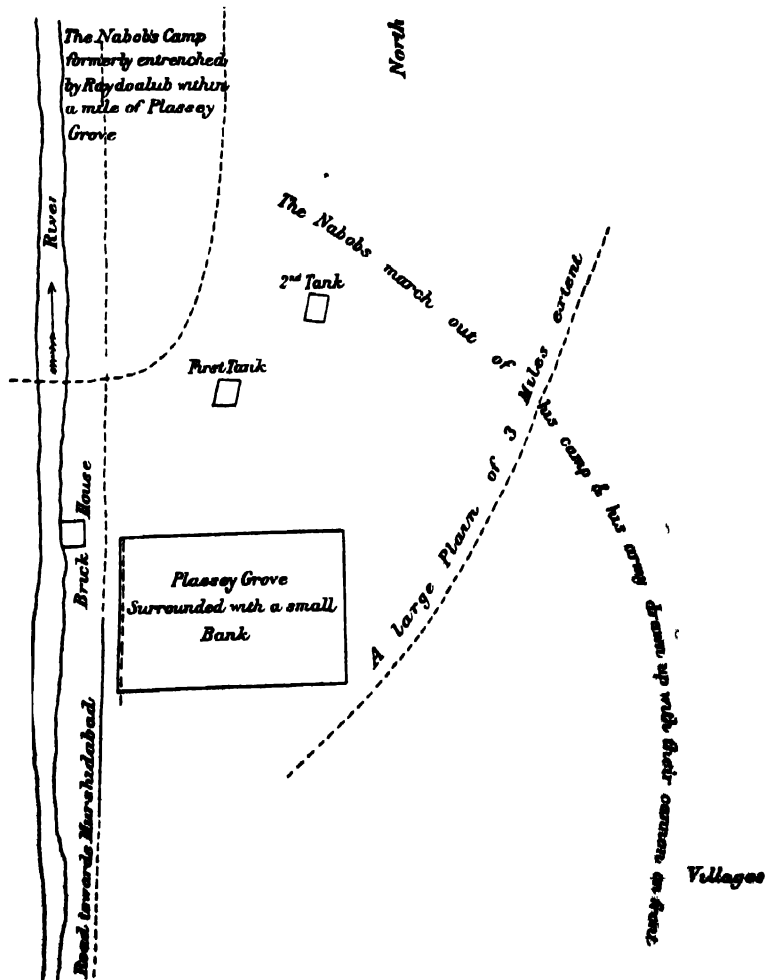 The Nabob's Camp
formerly entrenched
by Roydoalub within
a mile of Plassey
Grove
North
River
The Nabobs march out of his camp & his army drawn up with their cannon in front
2nd Tank
First Tank
A large Plain of 3 Miles extent
Brick House
Plassey Grove
Surrounded with a small
Bank
Road towards Murshidabad
Villages